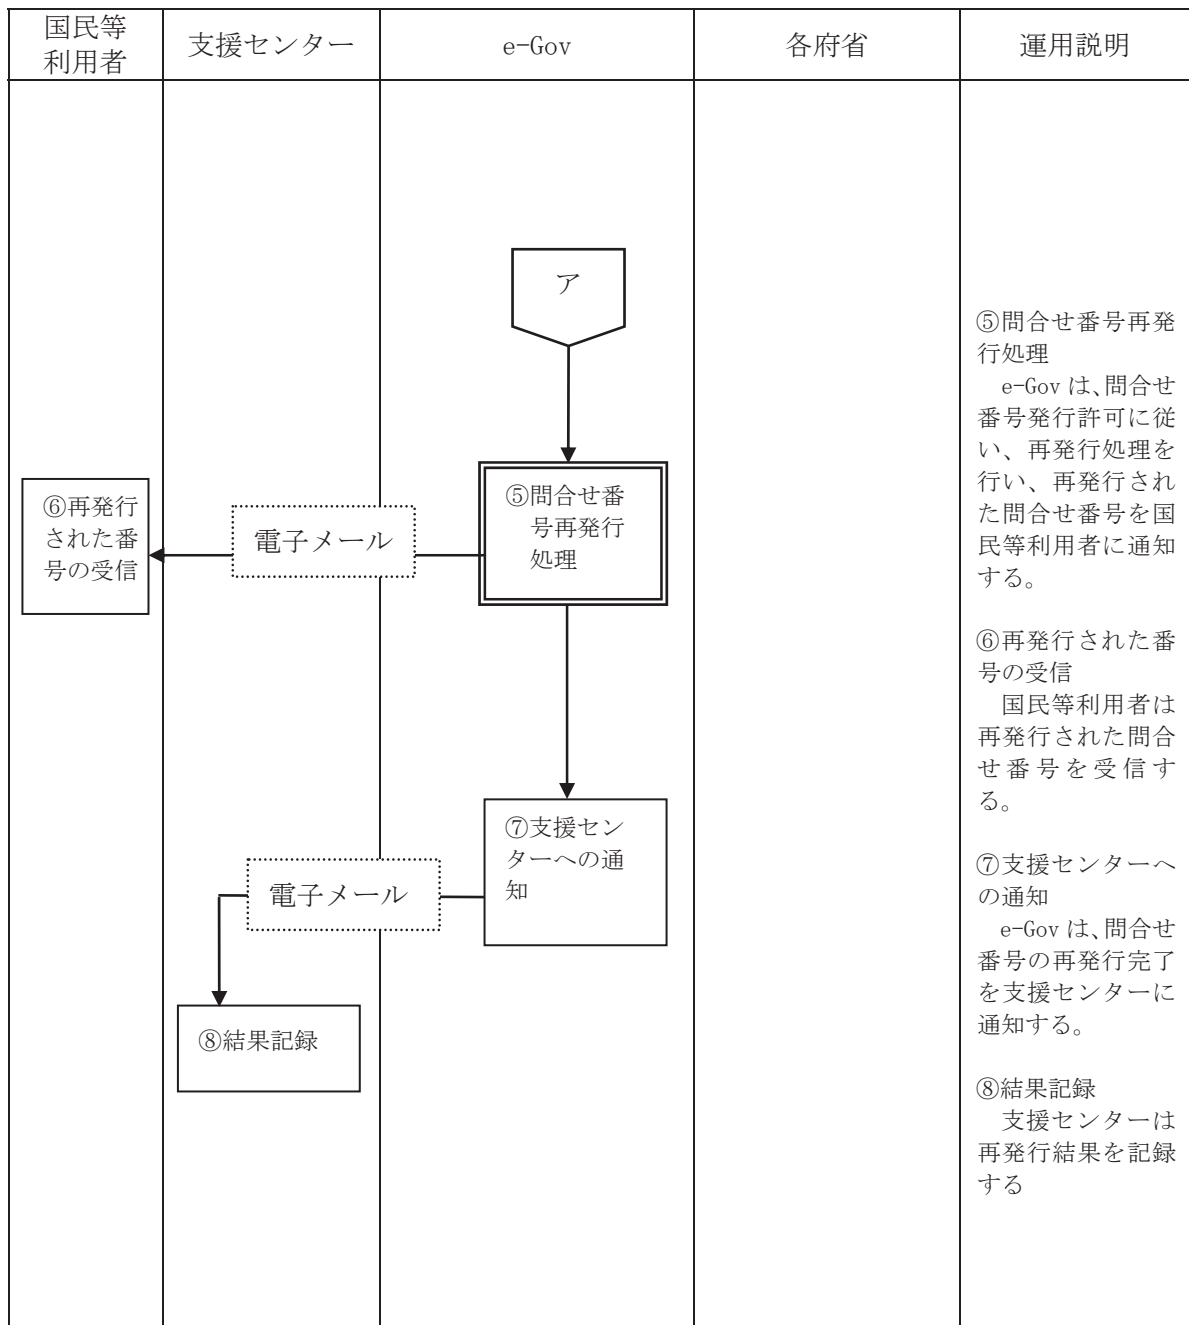 国民等
利用者
支援センター
e-Gov
各府省
運用説明
ア
⑤問合せ番
号再発行
処理
電子メール
⑥再発行
された番
号の受信
⑦支援セン
ターへの通
知
電子メール
⑧結果記録
⑤問合せ番号再発
行処理
e-Gov は、問合せ
番号発行許可に従
い、再発行処理を
行い、再発行され
た問合せ番号を国
民等利用者に通知
する。
⑥再発行された番
号の受信
国民等利用者は
再発行された問合
せ番号を受信す
る。
⑦支援センターへ
の通知
e-Gov は、問合せ
番号の再発行完了
を支援センターに
通知する。
⑧結果記録
支援センターは
再発行結果を記録
する